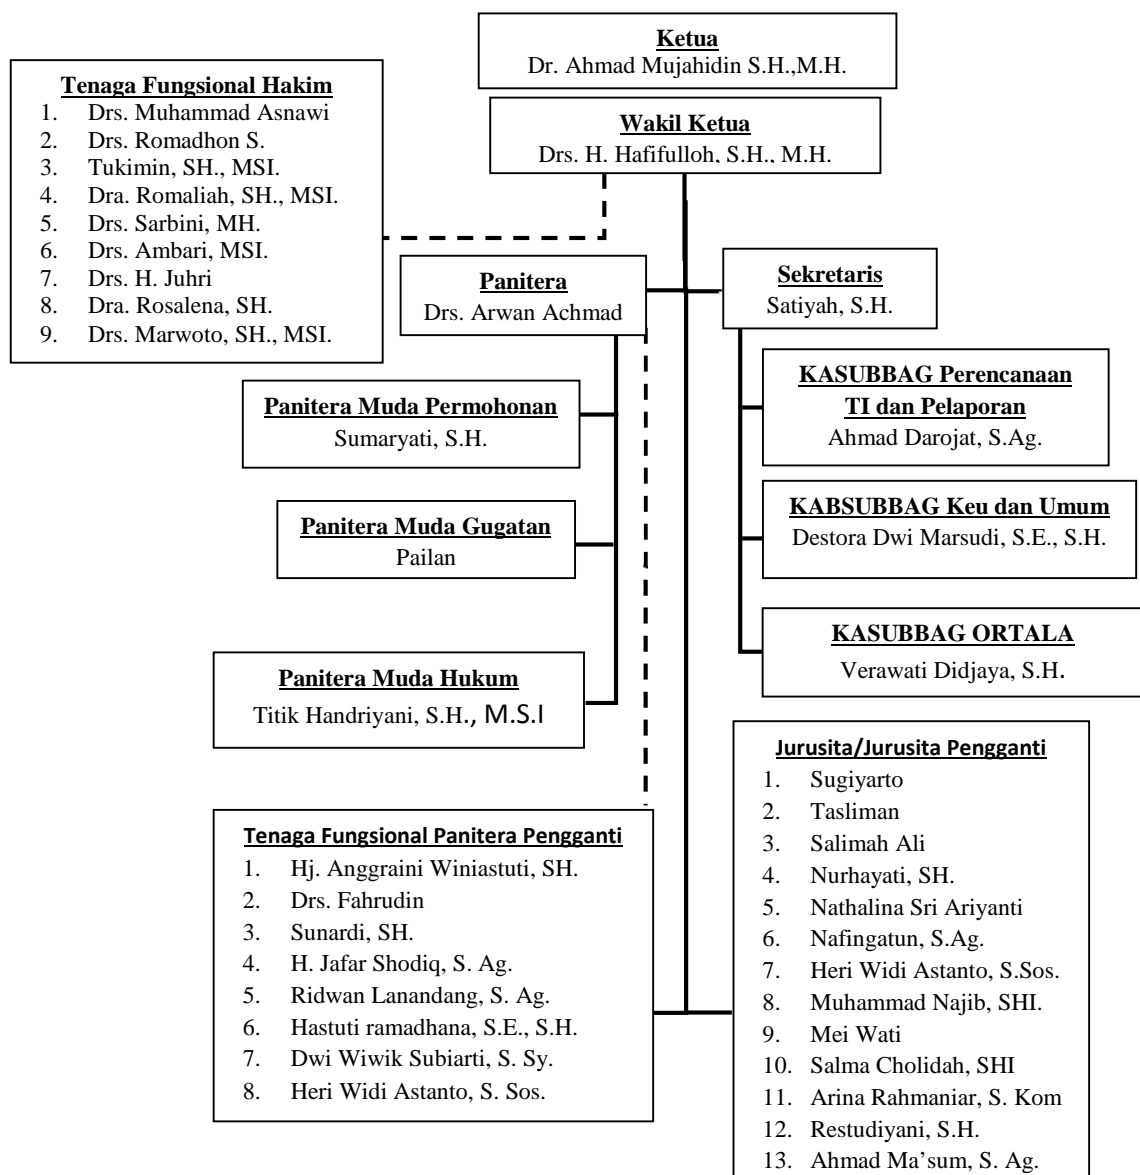 Ketua
Dr. Ahmad Mujahidin S.H.,M.H.
Wakil Ketua
Drs. H. Hafifulloh, S.H., M.H.
Tenaga Fungsional Hakim
1. Drs. Muhammad Asnawi
2. Drs. Romadhon S.
3. Tukimin, SH., MSI.
4. Dra. Romaliah, SH., MSI.
5. Drs. Sarbini, MH.
6. Drs. Ambari, MSI.
7. Drs. H. Juhri
8. Dra. Rosalena, SH.
9. Drs. Marwoto, SH., MSI.
Panitera
Drs. Arwan Achmad
Sekretaris
Satiyah, S.H.
Panitera Muda Permohonan
Sumaryati, S.H.
Panitera Muda Gugatan
Pailan
Panitera Muda Hukum
Titik Handriyani, S.H., M.S.I
KASUBBAG Perencanaan
TI dan Pelaporan
Ahmad Darojat, S.Ag.
KABSUBBAG Keu dan Umum
Destora Dwi Marsudi, S.E., S.H.
KASUBBAG ORTALA
Verawati Didjaya, S.H.
Tenaga Fungsional Panitera Pengganti
1. Hj. Anggraini Winiastuti, SH.
2. Drs. Fahrudin
3. Sunardi, SH.
4. H. Jafar Shodiq, S. Ag.
5. Ridwan Lanandang, S. Ag.
6. Hastuti ramadhana, S.E., S.H.
7. Dwi Wiwik Subiarti, S. Sy.
8. Heri Widi Astanto, S. Sos.
Jurusita/Jurusita Pengganti
1. Sugiyarto
2. Tasliman
3. Salimah Ali
4. Nurhayati, SH.
5. Nathalina Sri Ariyanti
6. Nafingatun, S.Ag.
7. Heri Widi Astanto, S.Sos.
8. Muhammad Najib, SHI.
9. Mei Wati
10. Salma Cholidah, SHI
11. Arina Rahmaniar, S. Kom
12. Restudiyani, S.H.
13. Ahmad Ma’sum, S. Ag.